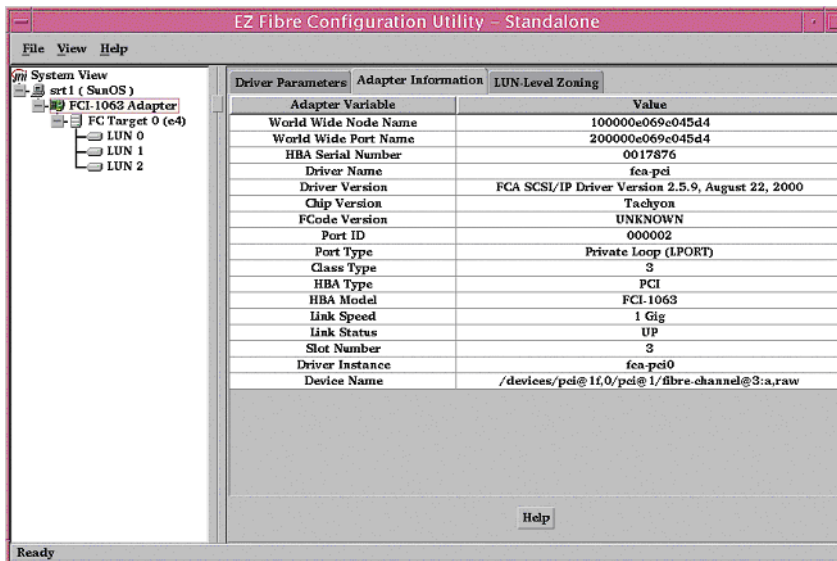 EZ Fibre Configuration Utility - Standalone
File View Help
jni System View
srt1 ( SunOS )
FCI-1063 Adapter
FC Target 0 (e4)
LUN 0
LUN 1
LUN 2
Driver Parameters Adapter Information LUN-Level Zoning
Adapter Variable Value
World Wide Node Name 100000e069c045d4
World Wide Port Name 200000e069c045d4
HBA Serial Number 0017876
Driver Name fca-pci
Driver Version FCA SCSI/IP Driver Version 2.5.9, August 22, 2000
Chip Version Tachyon
FCode Version UNKNOWN
Port ID 000002
Port Type Private Loop (LPORT)
Class Type 3
HBA Type PCI
HBA Model FCI-1063
Link Speed 1 Gig
Link Status UP
Slot Number 3
Driver Instance fca-pci0
Device Name /devices/pci@1f,0/pci@1/fibre-channel@3:a,raw
Help
Ready